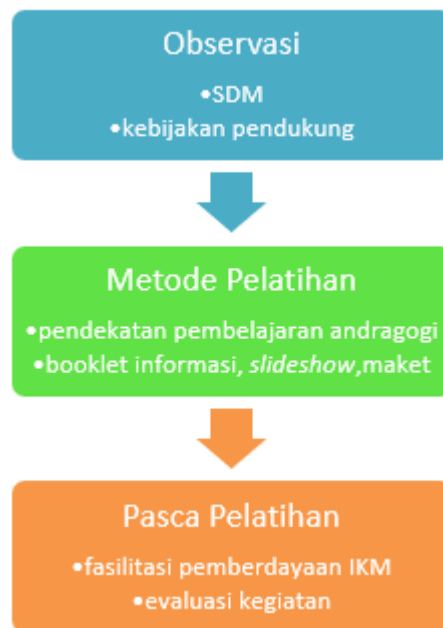 Observasi
•SDM
•kebijakan pendukung
Metode Pelatihan
•pendekatan pembelajaran andragogi
•booklet informasi, slideshow,maket
Pasca Pelatihan
•fasilitasi pemberdayaan IKM
•evaluasi kegiatan